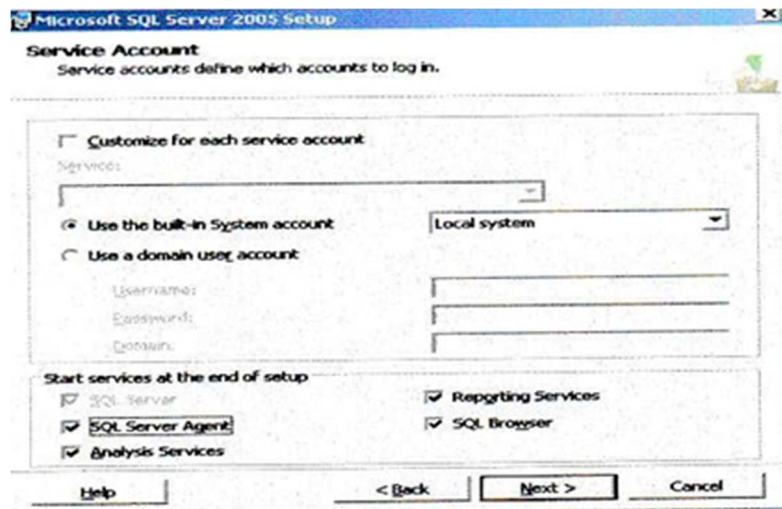 Microsoft SQL Server 2005 Setup
Service Account
Service accounts define which accounts to log in.
Customize for each service account
Service:
Use the built-in System account
Local system
Use a domain user account
Username:
Password:
Domain:
Start services at the end of setup
SQL Server
Reporting Services
SQL Server Agent
SQL Browser
Analysis Services
Help
< Back
Next >
Cancel